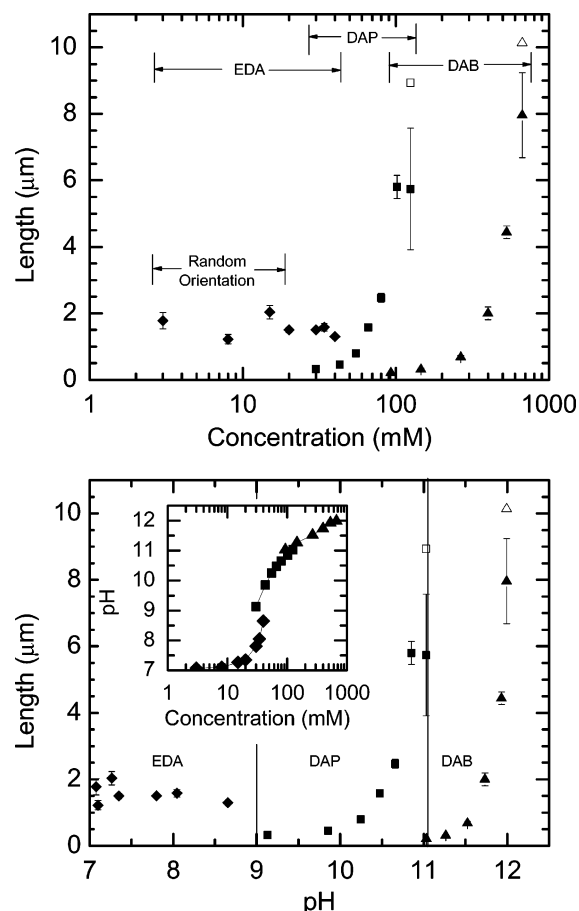 DAP
EDA
DAB
Random
Orientation
10
8
6
4
2
0
Length (μm)
1 10 100 1000
Concentration (mM)
10
8
6
4
2
0
Length (μm)
12
11
10
9
8
7
pH
1 10 100 1000
Concentration (mM)
EDA DAP DAB
7 8 9 10 11 12
pH